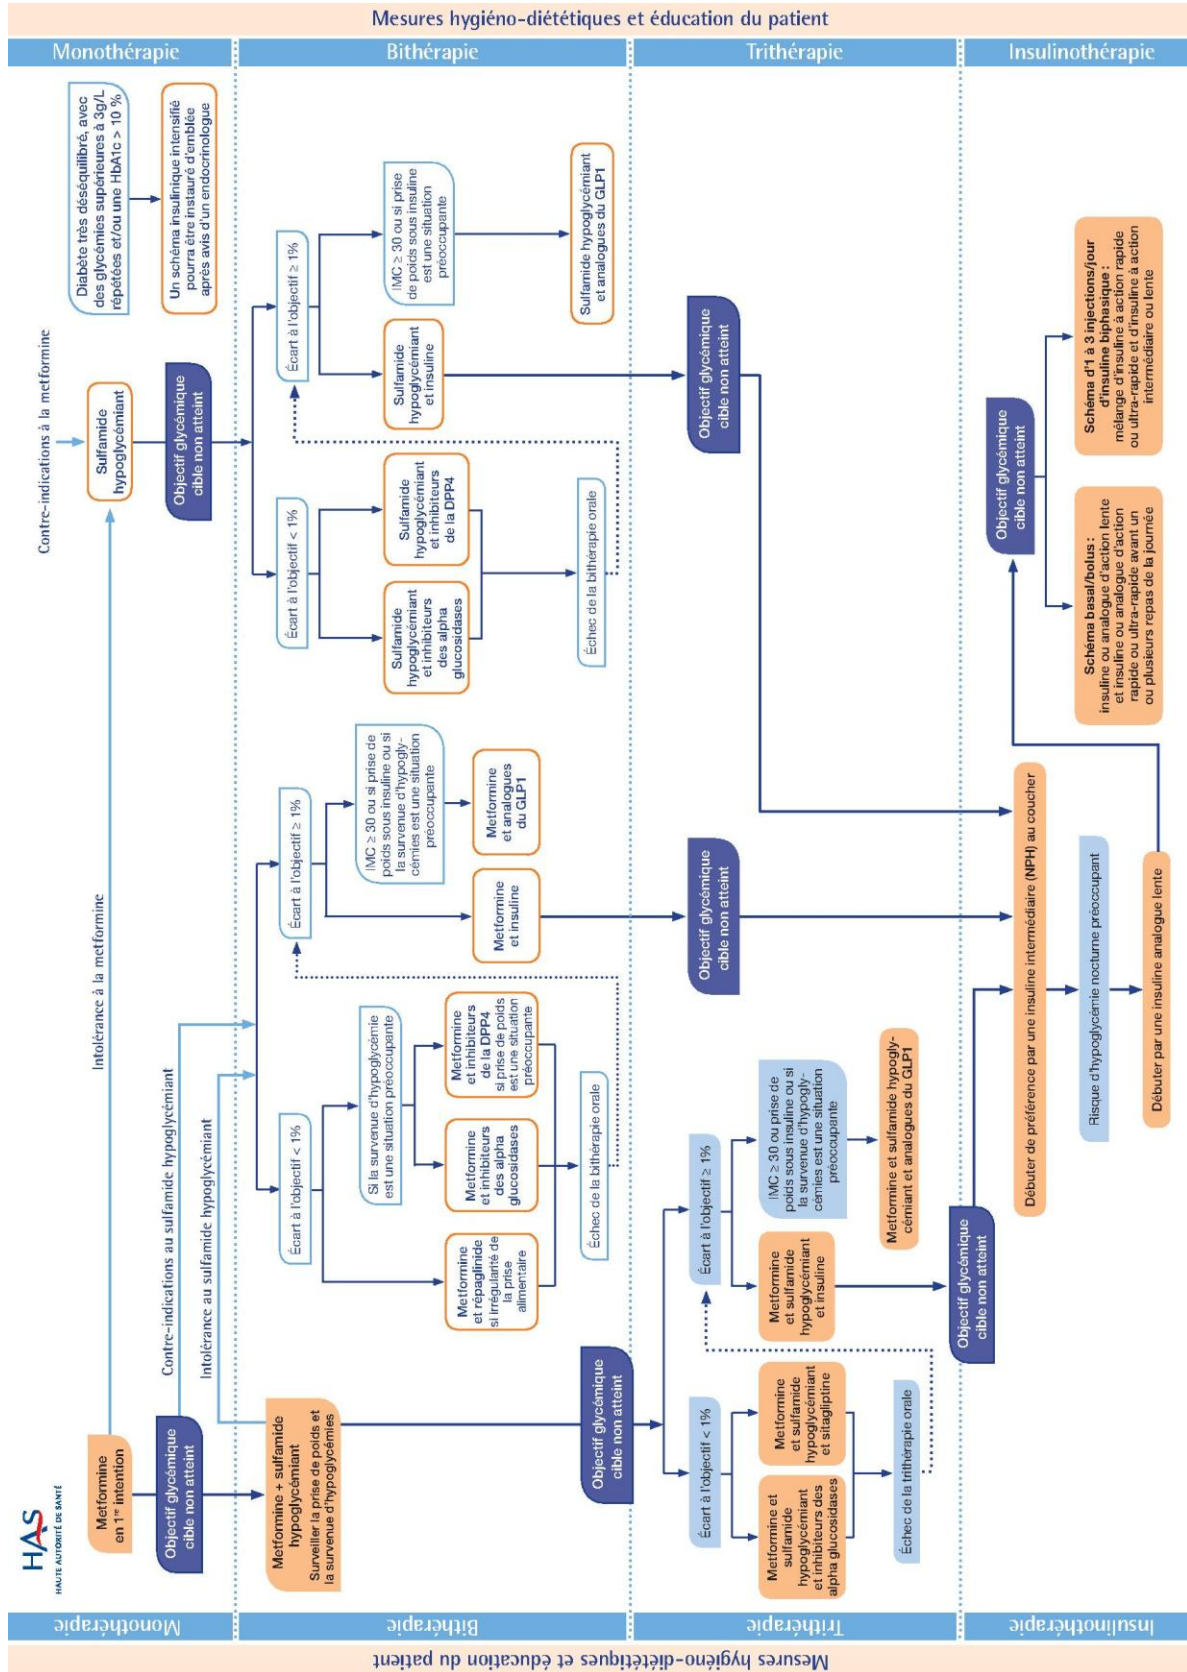 Mesures hygiéno-diététiques et éducation du patient
Monothérapie
Bithérapie
Trithérapie
Insulinothérapie
HAS
HAUTE AUTORITÉ DE SANTÉ
Metformine
en 1re intention
Intolérance à la metformine
Contre-indications à la metformine
Sulfamide
hypoglycémiant
Diabète très déséquilibré, avec
des glycémies supérieures à 3g/L
répétées et/ou une HbA1c > 10 %
Un schéma insulinique intensifié
pourra être instauré d'emblée
après avis d'un endocrinologue
Objectif glycémique
cible non atteint
Contre-indications au sulfamide hypoglycémiant
Intolérance au sulfamide hypoglycémiant
Objectif glycémique
cible non atteint
Metformine + sulfamide
hypoglycémiant
Surveiller la prise de poids et
la survenue d'hypoglycémies
Écart à l'objectif < 1%
Écart à l'objectif ≥ 1%
Écart à l'objectif < 1%
Écart à l'objectif ≥ 1%
Si la survenue d'hypoglycémie
est une situation préoccupante
IMC ≥ 30 ou si prise de
poids sous insuline ou si
la survenue d'hypogly-
cémies est une situation
préoccupante
IMC ≥ 30 ou si prise
de poids sous insuline
est une situation
préoccupante
Metformine
et répaglinide
si irrégularité de
la prise
alimentaire
Metformine
et inhibiteurs
des alpha
glucosidases
Metformine
et inhibiteurs
de la DPP4
si prise de poids
est une situation
préoccupante
Metformine
et insuline
Metformine
et analogues
du GLP1
Sulfamide
hypoglycémiant
et inhibiteurs
des alpha
glucosidases
Sulfamide
hypoglycémiant
et inhibiteurs
de la DPP4
Sulfamide
hypoglycémiant
et insuline
Sulfamide hypoglycémiant
et analogues du GLP1
Échec de la bithérapie orale
Échec de la bithérapie orale
Objectif glycémique
cible non atteint
Objectif glycémique
cible non atteint
Objectif glycémique
cible non atteint
Écart à l'objectif < 1%
Écart à l'objectif ≥ 1%
Metformine et
sulfamide
hypoglycémiant
et inhibiteurs des
alpha glucosidases
Metformine
et sulfamide
hypoglycémiant
et sitagliptine
Metformine
et sulfamide
hypoglycémiant
et insuline
IMC ≥ 30 ou prise de
poids sous insuline ou si
la survenue d'hypogly-
cémies est une situation
préoccupante
Metformine et sulfamide hypogly-
cémiant et analogues du GLP1
Échec de la trithérapie orale
Objectif glycémique
cible non atteint
Débuter de préférence par une insuline intermédiaire (NPH) au coucher
Risque d'hypoglycémie nocturne préoccupant
Débuter par une insuline analogue lente
Objectif glycémique
cible non atteint
Schéma basal/bolus :
insuline ou analogue d'action lente
et insuline ou analogue d'action
rapide ou ultra-rapide avant un
ou plusieurs repas de la journée
Schéma d'1 à 3 injections/jour
d'insuline biphasique :
mélange d'insuline à action rapide
ou ultra-rapide et d'insuline à action
intermédiaire ou lente
Monothérapie
Bithérapie
Trithérapie
Insulinothérapie
Mesures hygiéno-diététiques et éducation du patient